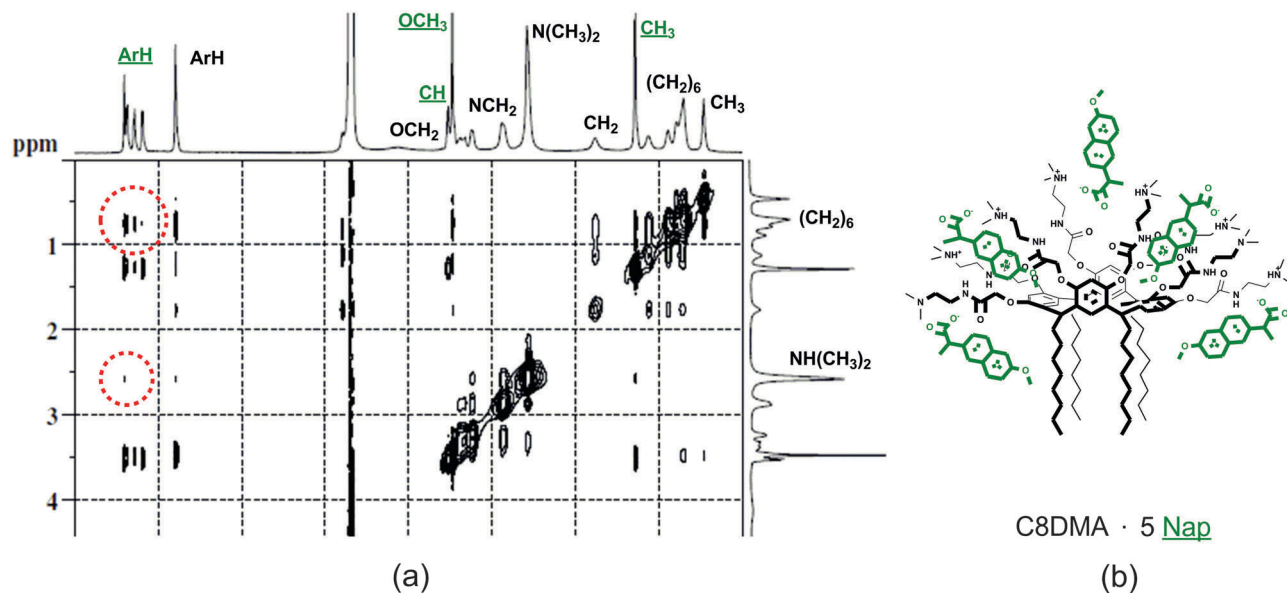 OCH₃
CH₃
N(CH₃)₂
ArH
ArH
(CH₂)₆
CH
NCH₂
CH₃
OCH₂
CH₂
ppm
1
2
3
4
(CH₂)₆
NH(CH₃)₂
C8DMA · 5 Nap
(a)
(b)